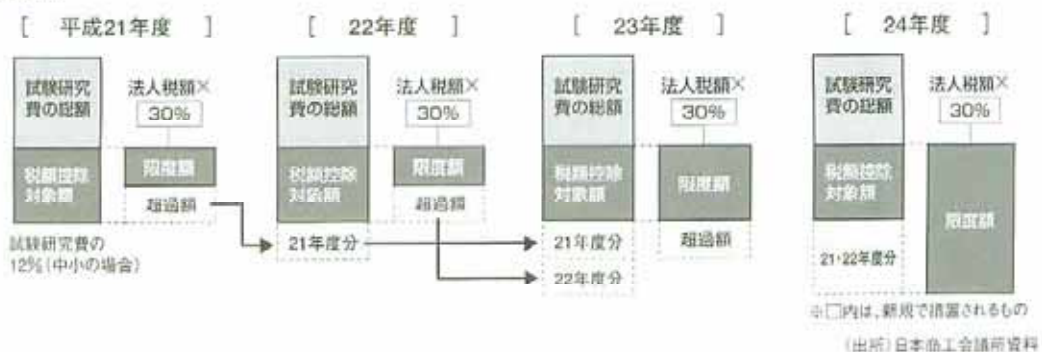 [ 平成21年度 ]
試験研究
費の総額
法人税額×
30%
税額控除
対象額
限度額
超過額
試験研究費の
12%(中小の場合)
[ 22年度 ]
試験研究
費の総額
法人税額×
30%
税額控除
対象額
限度額
超過額
21年度分
[ 23年度 ]
試験研究
費の総額
法人税額×
30%
税額控除
対象額
限度額
超過額
21年度分
22年度分
[ 24年度 ]
試験研究
費の総額
法人税額×
30%
税額控除
対象額
限度額
21・22年度分
※□内は、新規で措置されるもの
(出所)日本商工会議所資料